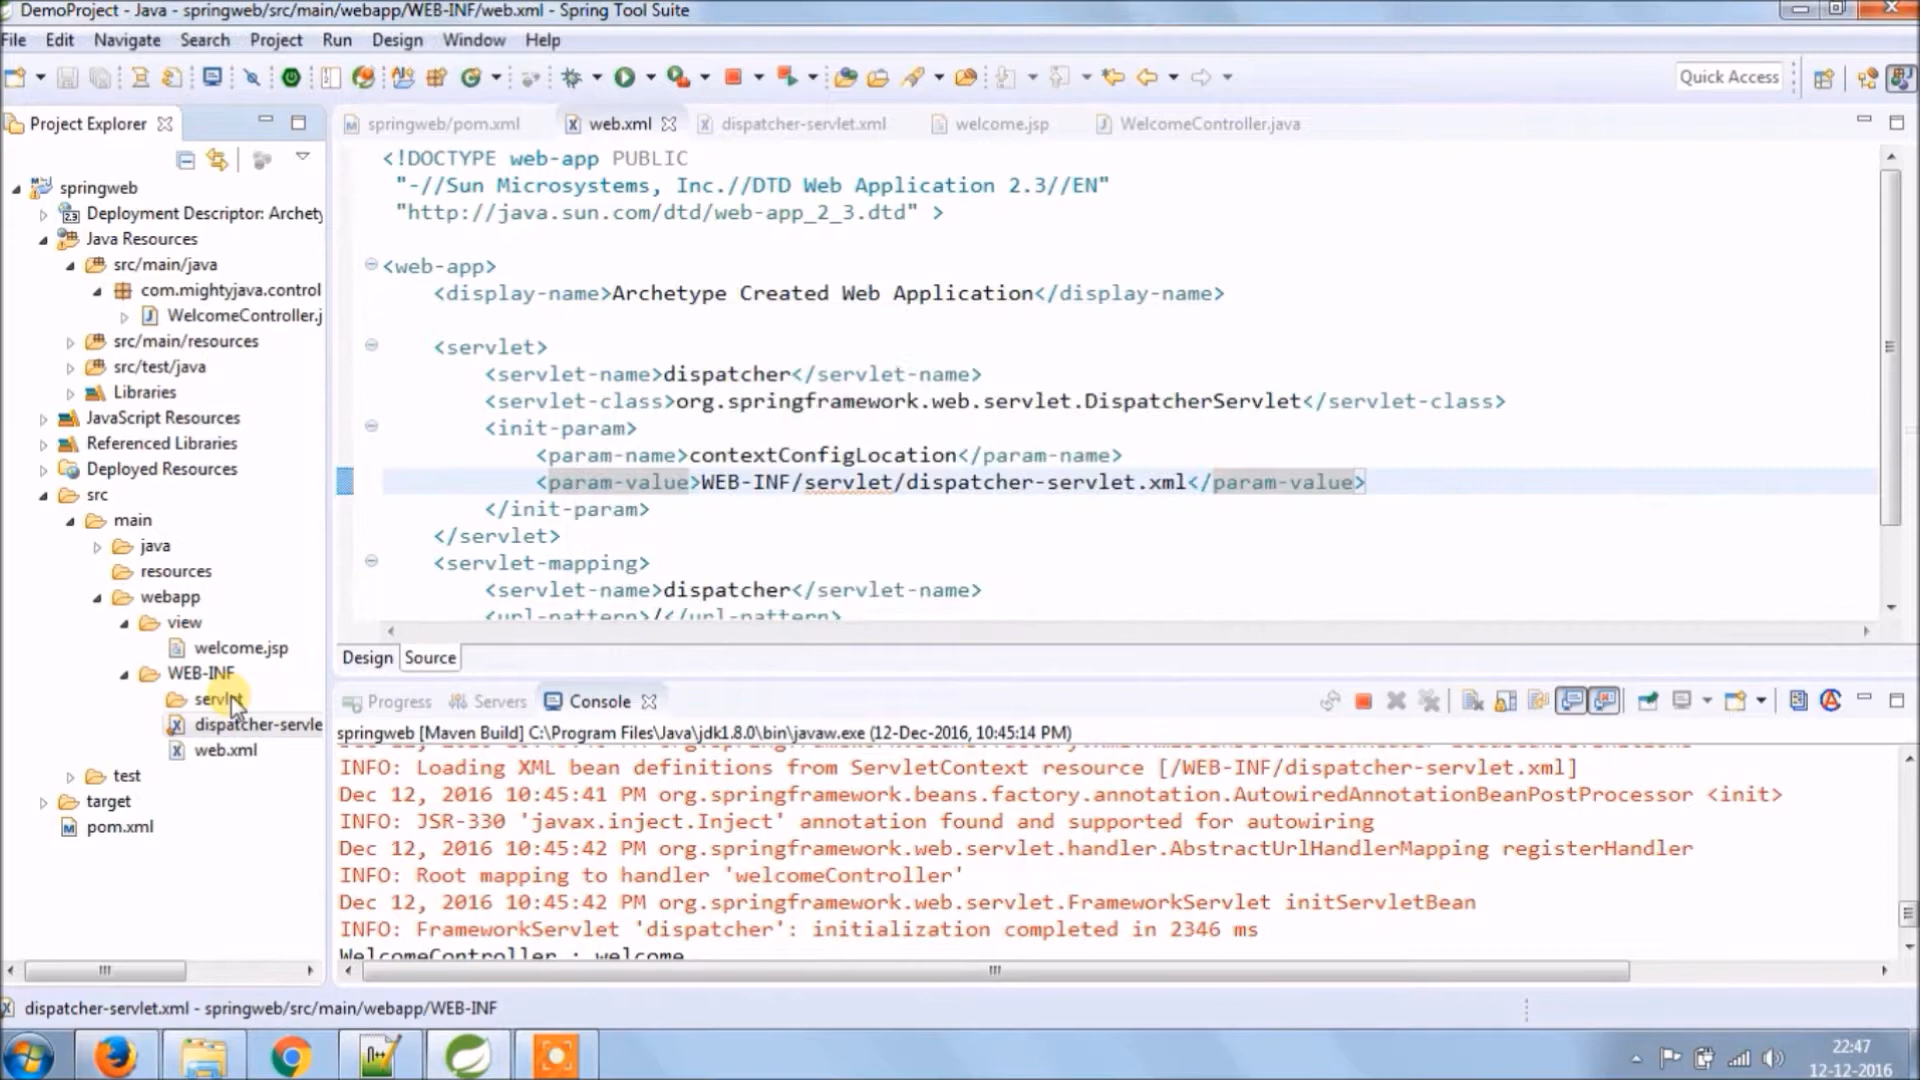 DemoProject - Java - springweb/src/main/webapp/WEB-INF/web.xml - Spring Tool Suite
File Edit Navigate Search Project Run Design Window Help
Quick Access
Project Explorer
springweb/pom.xml web.xml dispatcher-servlet.xml welcome.jsp WelcomeController.java
springweb
Deployment Descriptor: Archety
Java Resources
src/main/java
com.mightyjava.control
WelcomeController.j
src/main/resources
src/test/java
Libraries
JavaScript Resources
Referenced Libraries
Deployed Resources
src
main
java
resources
webapp
view
welcome.jsp
WEB-INF
servlet
dispatcher-servle
web.xml
test
target
pom.xml
<!DOCTYPE web-app PUBLIC
"-//Sun Microsystems, Inc.//DTD Web Application 2.3//EN"
"http://java.sun.com/dtd/web-app_2_3.dtd" >
<web-app>
<display-name>Archetype Created Web Application</display-name>
<servlet>
<servlet-name>dispatcher</servlet-name>
<servlet-class>org.springframework.web.servlet.DispatcherServlet</servlet-class>
<init-param>
<param-name>contextConfigLocation</param-name>
<param-value>WEB-INF/servlet/dispatcher-servlet.xml</param-value>
</init-param>
</servlet>
<servlet-mapping>
<servlet-name>dispatcher</servlet-name>
<url-pattern>/</url-pattern>
Design Source
Progress Servers Console
springweb [Maven Build] C:\Program Files\Java\jdk1.8.0\bin\javaw.exe (12-Dec-2016, 10:45:14 PM)
INFO: Loading XML bean definitions from ServletContext resource [/WEB-INF/dispatcher-servlet.xml]
Dec 12, 2016 10:45:41 PM org.springframework.beans.factory.annotation.AutowiredAnnotationBeanPostProcessor <init>
INFO: JSR-330 'javax.inject.Inject' annotation found and supported for autowiring
Dec 12, 2016 10:45:42 PM org.springframework.web.servlet.handler.AbstractUrlHandlerMapping registerHandler
INFO: Root mapping to handler 'welcomeController'
Dec 12, 2016 10:45:42 PM org.springframework.web.servlet.FrameworkServlet initServletBean
INFO: FrameworkServlet 'dispatcher': initialization completed in 2346 ms
WelcomeController : welcome
dispatcher-servlet.xml - springweb/src/main/webapp/WEB-INF
22:47
12-12-2016